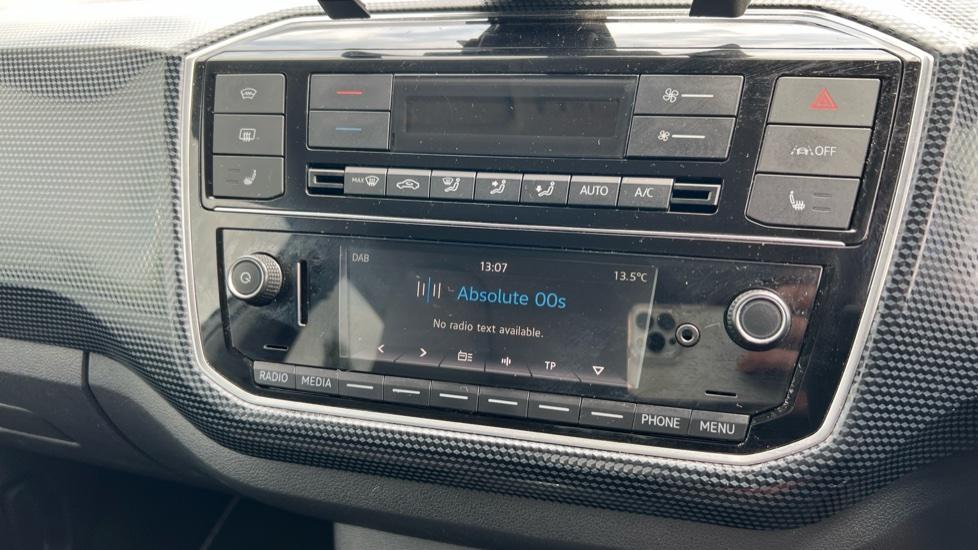 OFF
MAX AUTO A/C
DAB 13:07 13.5°C
Absolute 00s
No radio text available.
TP
RADIO MEDIA PHONE MENU